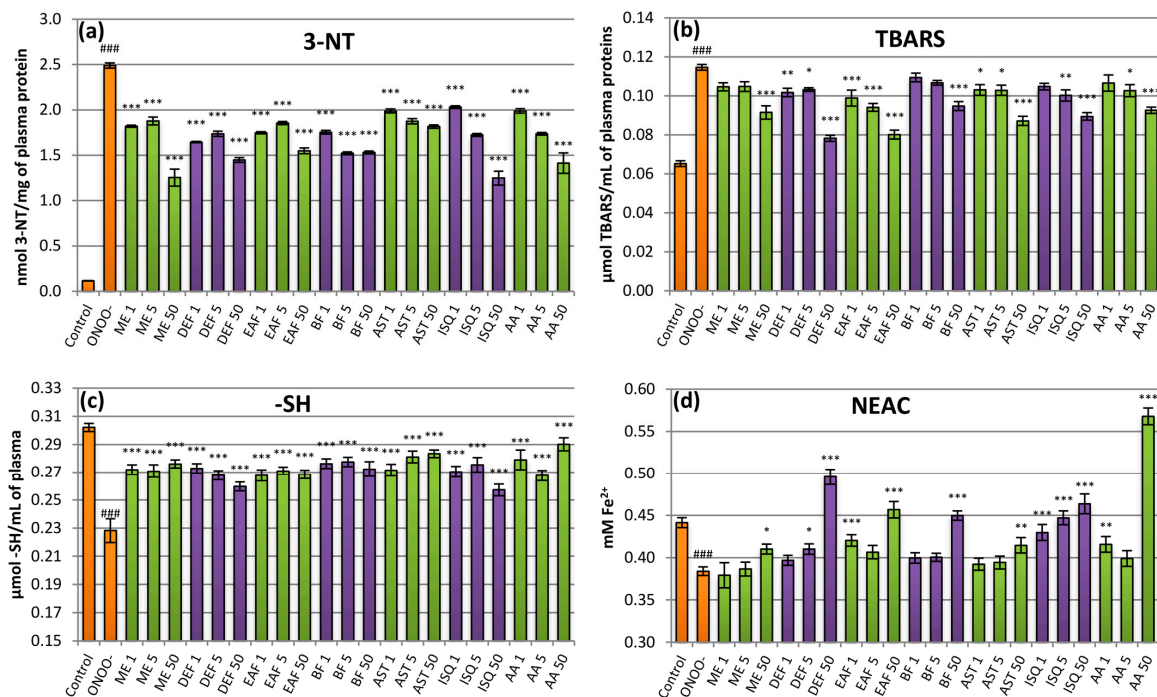 (a)
3-NT
nmol 3-NT/mg of plasma protein
3.0
2.5
2.0
1.5
1.0
0.5
0.0
###
*** *** *** *** *** *** *** *** *** *** *** *** *** *** *** *** *** *** *** *** ***
Control ONOO- ME 1 ME 5 ME 50 DEF 1 DEF 5 DEF 50 EAF 1 EAF 5 EAF 50 BF 1 BF 5 BF 50 AST 1 AST 5 AST 50 ISQ 1 ISQ 5 ISQ 50 AA 1 AA 5 AA 50
(b)
TBARS
µmol TBARS/mL of plasma proteins
0.14
0.12
0.10
0.08
0.06
0.04
0.02
0.00
###
*** ** * *** *** *** *** *** * * *** ** *** * ***
Control ONOO- ME 1 ME 5 ME 50 DEF 1 DEF 5 DEF 50 EAF 1 EAF 5 EAF 50 BF 1 BF 5 BF 50 AST 1 AST 5 AST 50 ISQ 1 ISQ 5 ISQ 50 AA 1 AA 5 AA 50
(c)
-SH
µmol -SH/mL of plasma
0.33
0.31
0.29
0.27
0.25
0.23
0.21
0.19
0.17
0.15
###
*** *** *** *** *** *** *** *** *** *** *** *** *** *** *** *** *** *** *** *** ***
Control ONOO- ME 1 ME 5 ME 50 DEF 1 DEF 5 DEF 50 EAF 1 EAF 5 EAF 50 BF 1 BF 5 BF 50 AST 1 AST 5 AST 50 ISQ 1 ISQ 5 ISQ 50 AA 1 AA 5 AA 50
(d)
NEAC
mM Fe²⁺
0.60
0.55
0.50
0.45
0.40
0.35
0.30
###
* * *** *** *** *** ** *** *** *** ** ***
Control ONOO- ME 1 ME 5 ME 50 DEF 1 DEF 5 DEF 50 EAF 1 EAF 5 EAF 50 BF 1 BF 5 BF 50 AST 1 AST 5 AST 50 ISQ 1 ISQ 5 ISQ 50 AA 1 AA 5 AA 50